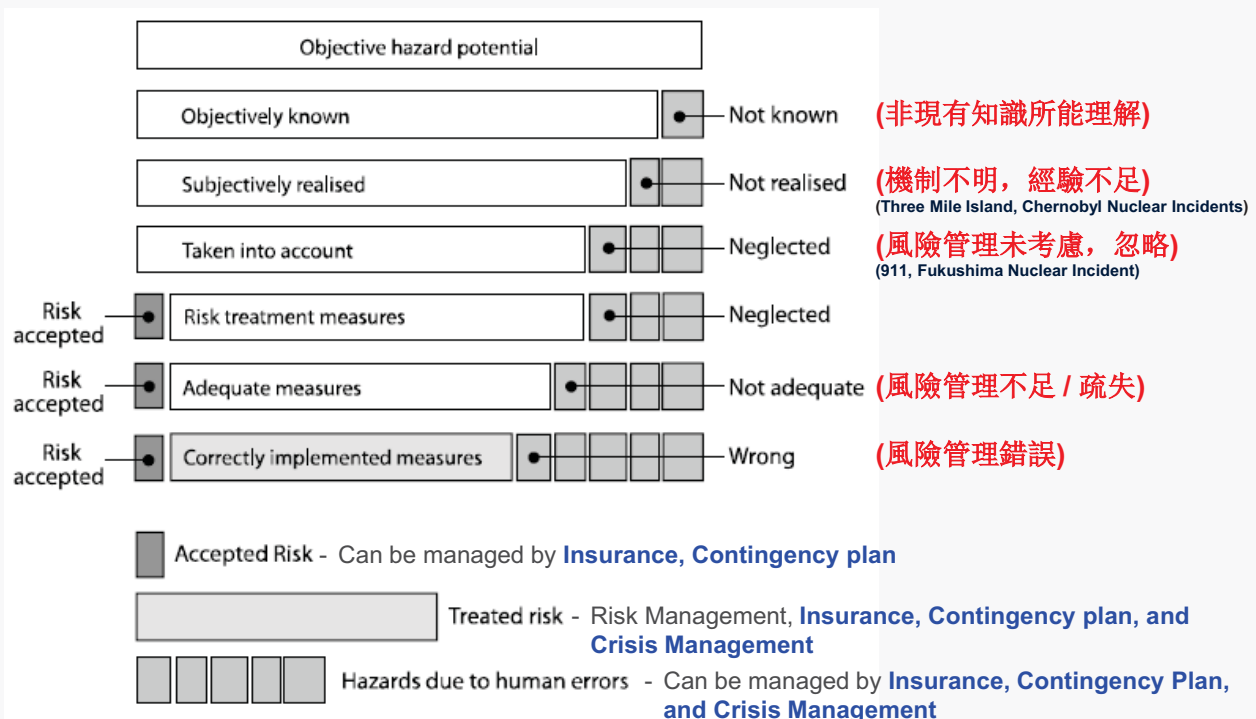 Objective hazard potential
Objectively known Not known (非現有知識所能理解)
Subjectively realised Not realised (機制不明，經驗不足)
(Three Mile Island, Chernobyl Nuclear Incidents)
Taken into account Neglected (風險管理未考慮，忽略)
(911, Fukushima Nuclear Incident)
Risk accepted Risk treatment measures Neglected
Risk accepted Adequate measures Not adequate (風險管理不足 / 疏失)
Risk accepted Correctly implemented measures Wrong (風險管理錯誤)
Accepted Risk - Can be managed by Insurance, Contingency plan
Treated risk - Risk Management, Insurance, Contingency plan, and
Crisis Management
Hazards due to human errors - Can be managed by Insurance, Contingency Plan,
and Crisis Management